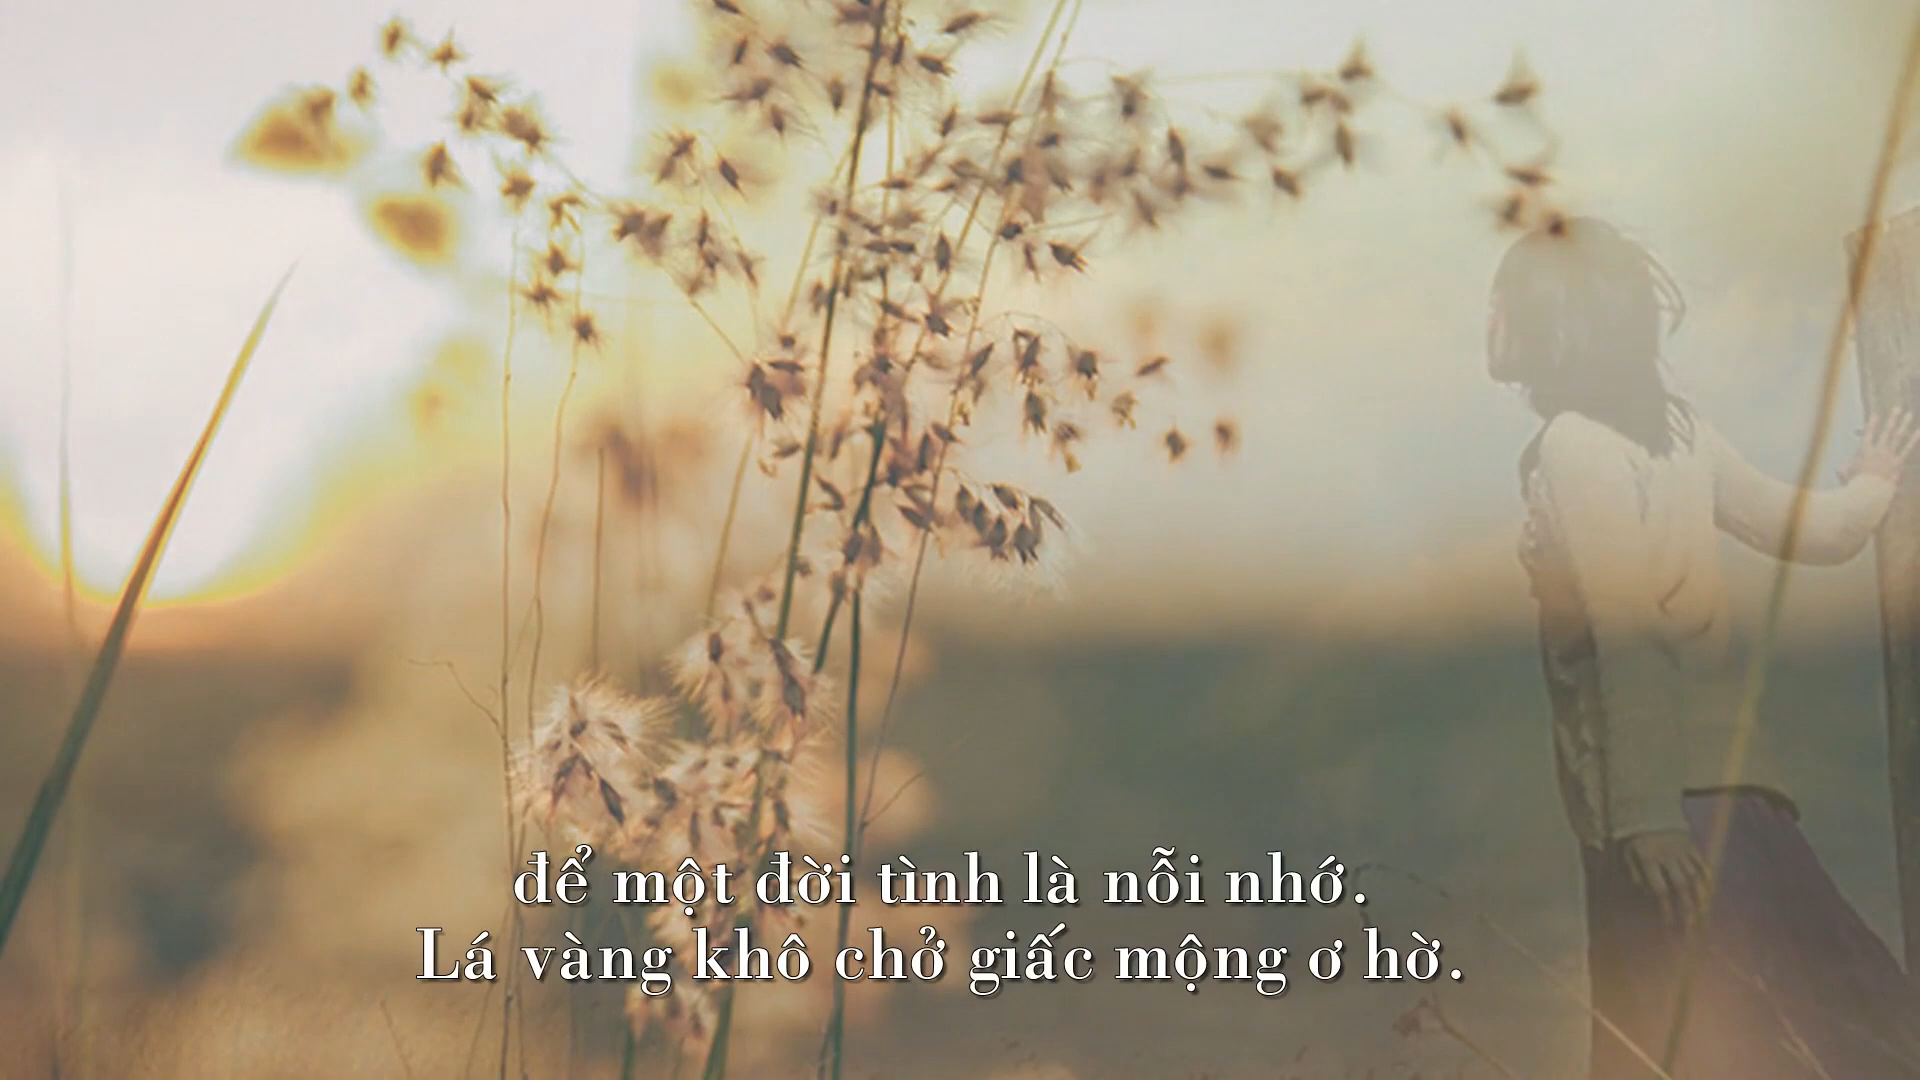 để một đời tình là nỗi nhớ.
Lá vàng khô chở giấc mộng ơ hờ.